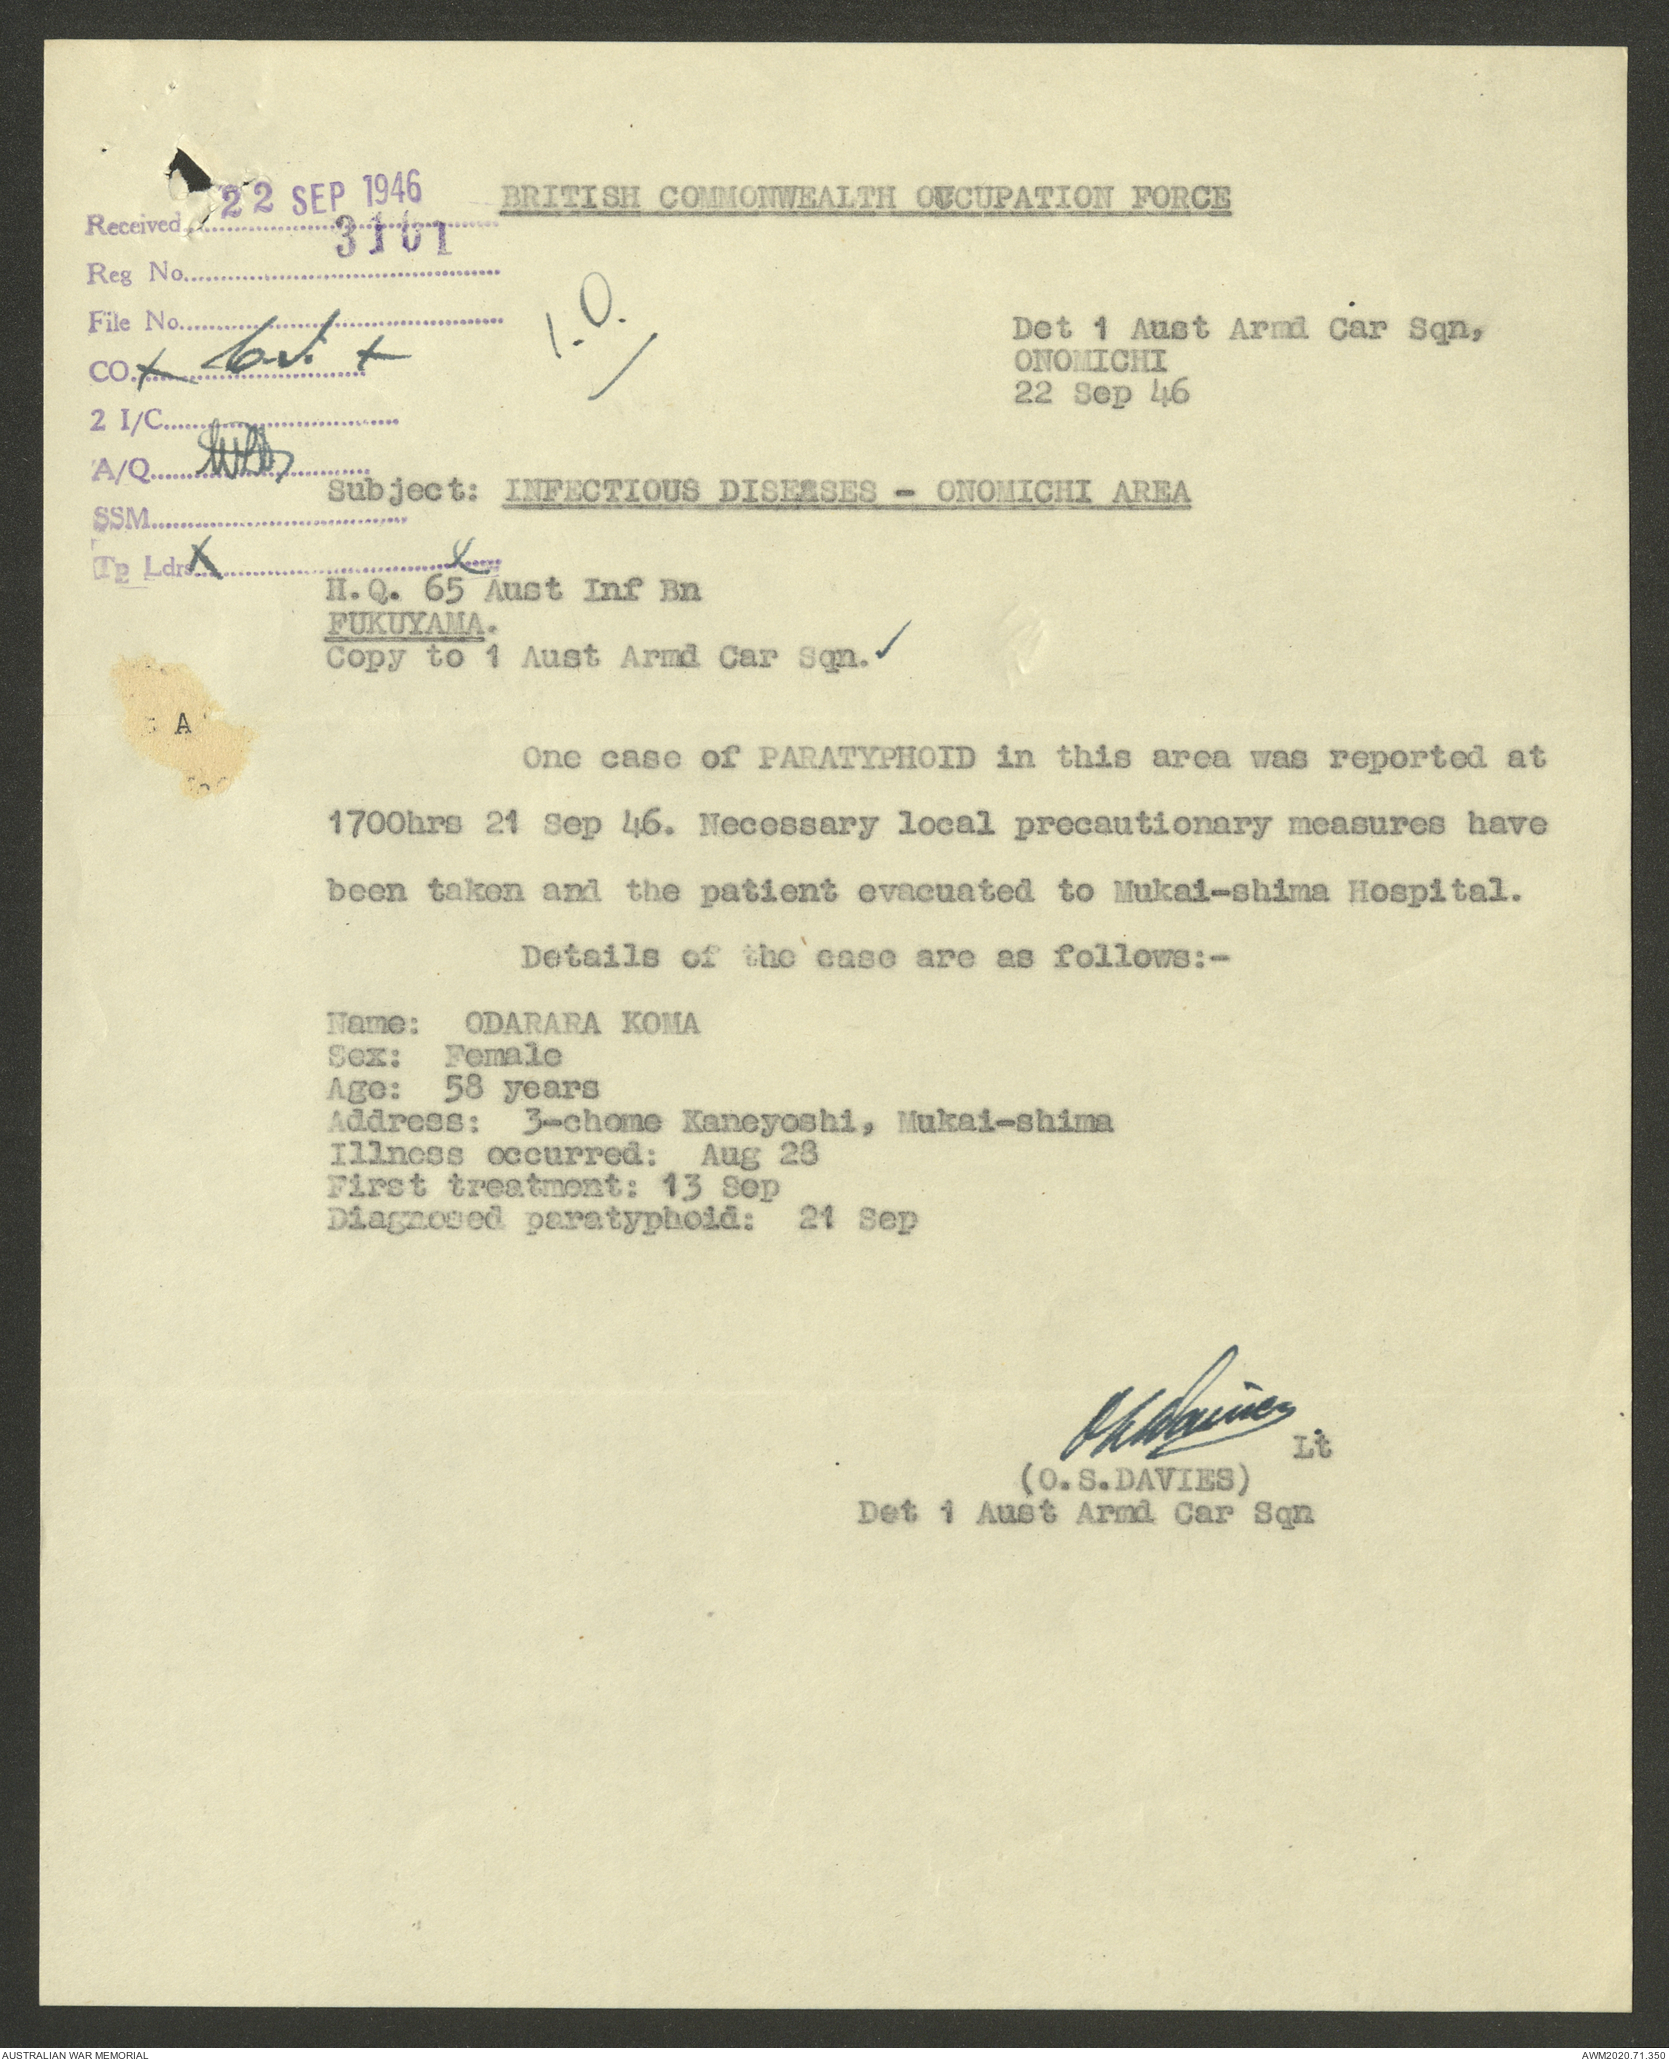 22 SEP 1946
Received
3101
Reg No
File No
CO
2 I/C
A/Q
SSM
Tp Ldrs
BRITISH COMMONWEALTH OCCUPATION FORCE
I.O.
Det 1 Aust Armd Car Sqn,
ONOMICHI
22 Sep 46
Subject: INFECTIOUS DISEASES - ONOMICHI AREA
H.Q. 65 Aust Inf Bn
FUKUYAMA.
Copy to 1 Aust Armd Car Sqn. ✓
A
One case of PARATYPHOID in this area was reported at
1700hrs 21 Sep 46. Necessary local precautionary measures have
been taken and the patient evacuated to Mukai-shima Hospital.
Details of the case are as follows:-
Name: ODARARA KOMA
Sex: Female
Age: 58 years
Address: 3-chome Kaneyoshi, Mukai-shima
Illness occurred: Aug 28
First treatment: 13 Sep
Diagnosed paratyphoid: 21 Sep
Lt
(O.S.DAVIES)
Det 1 Aust Armd Car Sqn
AUSTRALIAN WAR MEMORIAL
AWM2020.71.350